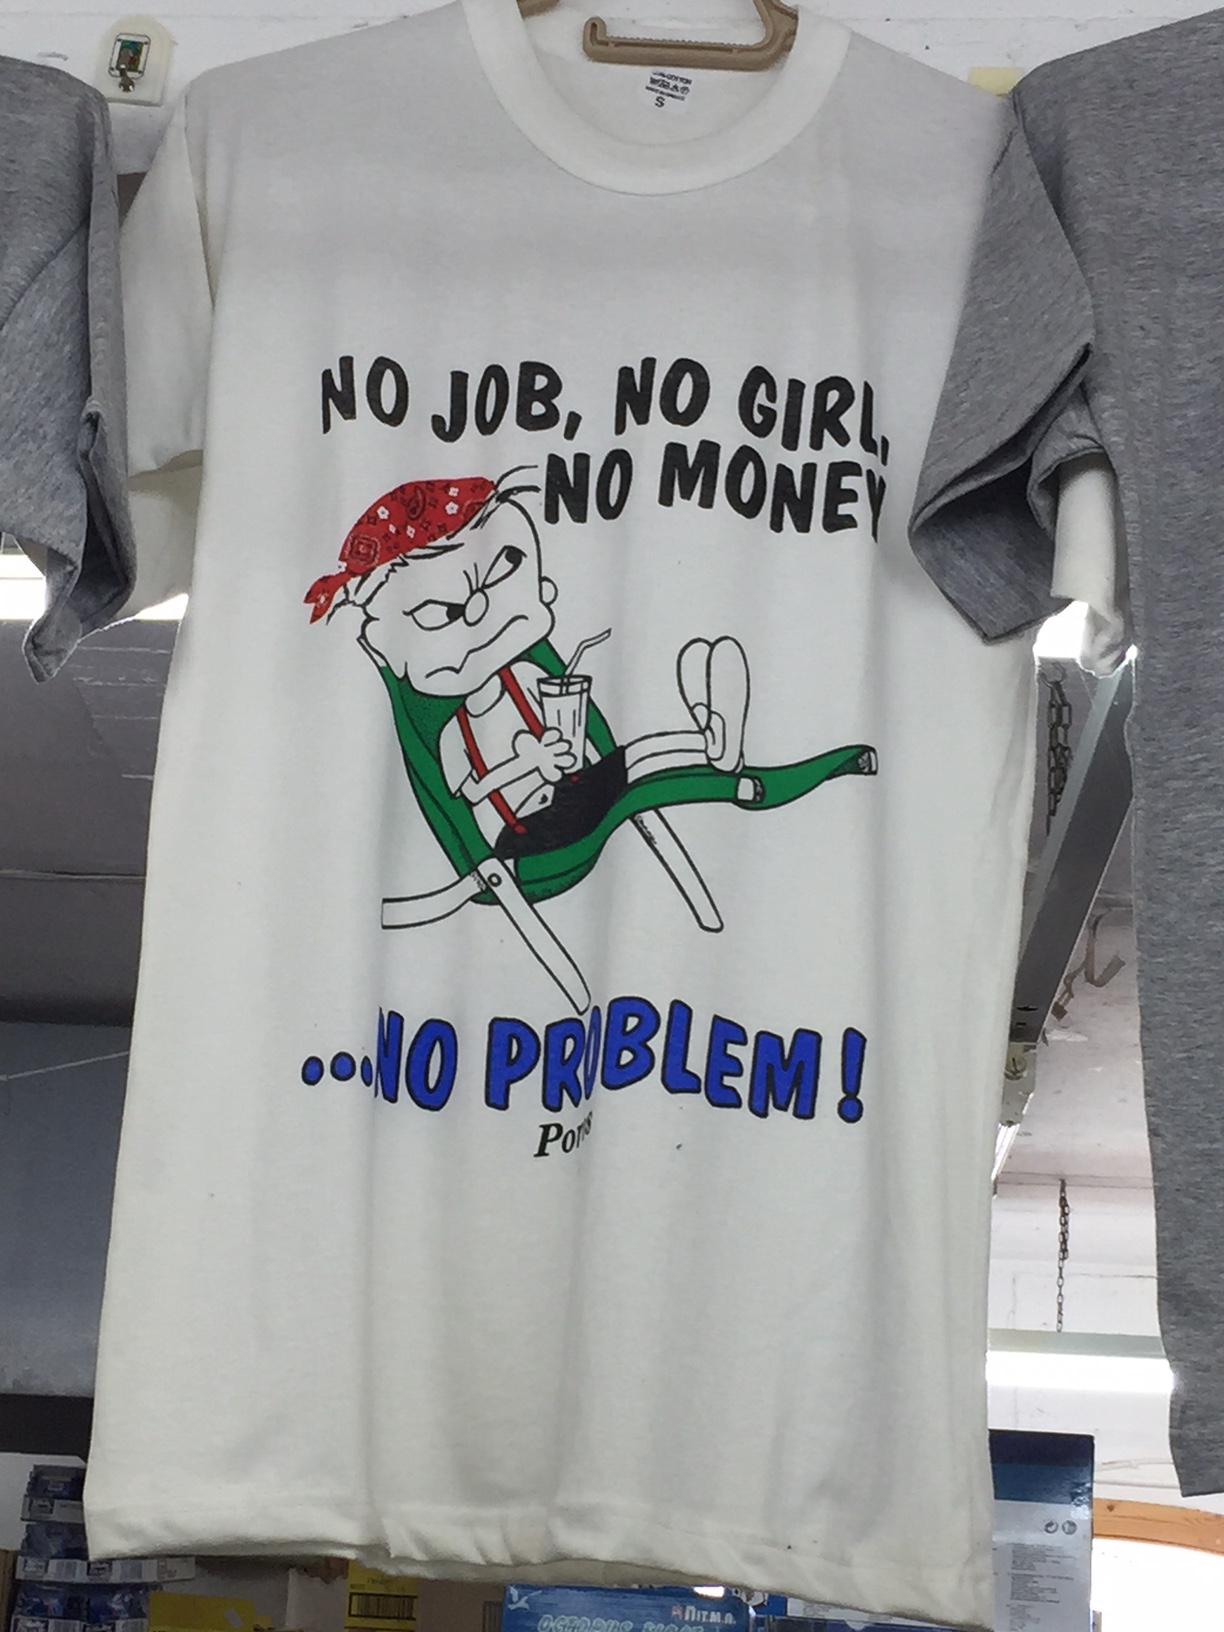 S
NO JOB, NO GIRL,
NO MONEY
...NO PROBLEM!